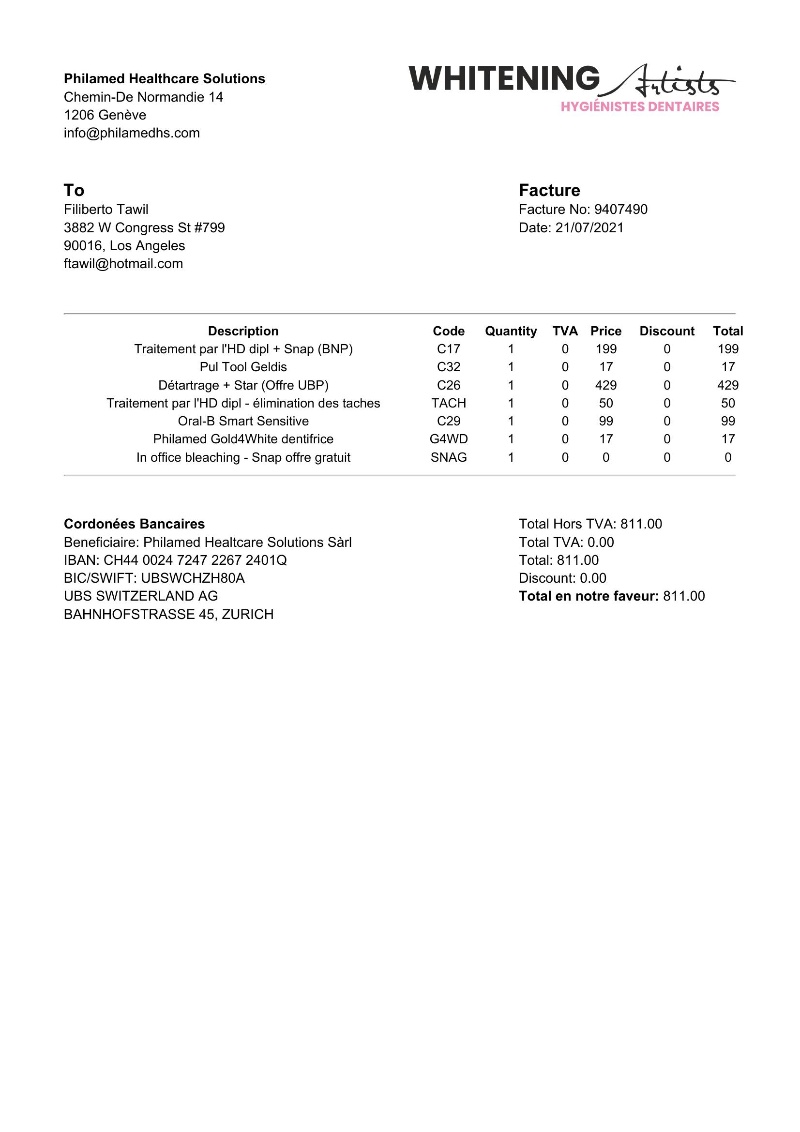 Philamed Healthcare Solutions
Chemin-De Normandie 14
1206 Genève
info@philamedhs.com
WHITENING Artists
HYGIÉNISTES DENTAIRES
To
Filiberto Tawil
3882 W Congress St #799
90016, Los Angeles
ftawil@hotmail.com
Facture
Facture No: 9407490
Date: 21/07/2021
Description Code Quantity TVA Price Discount Total
Traitement par l'HD dipl + Snap (BNP) C17 1 0 199 0 199
Pul Tool Geldis C32 1 0 17 0 17
Détartrage + Star (Offre UBP) C26 1 0 429 0 429
Traitement par l'HD dipl - élimination des taches TACH 1 0 50 0 50
Oral-B Smart Sensitive C29 1 0 99 0 99
Philamed Gold4White dentifrice G4WD 1 0 17 0 17
In office bleaching - Snap offre gratuit SNAG 1 0 0 0 0
Cordonées Bancaires
Beneficiaire: Philamed Healtcare Solutions Sàrl
IBAN: CH44 0024 7247 2267 2401Q
BIC/SWIFT: UBSWCHZH80A
UBS SWITZERLAND AG
BAHNHOFSTRASSE 45, ZURICH
Total Hors TVA: 811.00
Total TVA: 0.00
Total: 811.00
Discount: 0.00
Total en notre faveur: 811.00